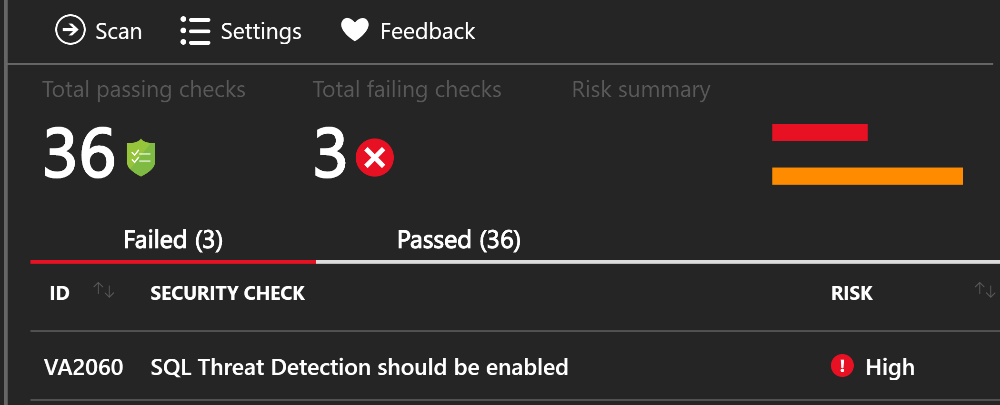 Scan Settings Feedback
Total passing checks Total failing checks Risk summary
36 3
Failed (3) Passed (36)
ID SECURITY CHECK RISK
VA2060 SQL Threat Detection should be enabled High